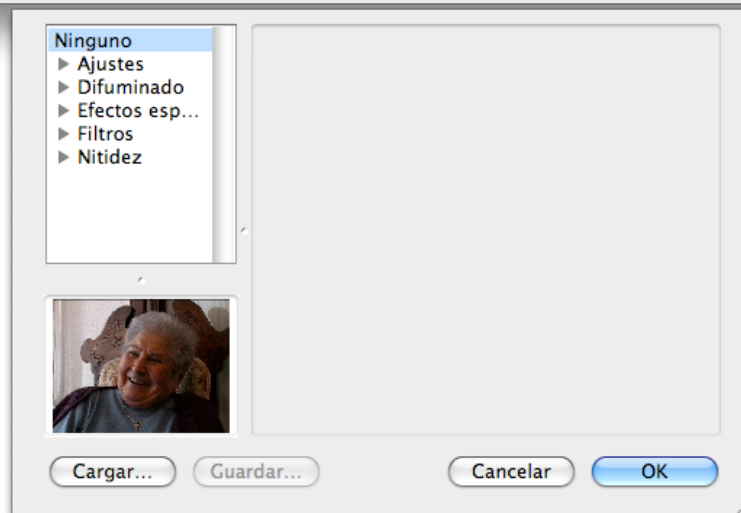 Ninguno
Ajustes
Difuminado
Efectos esp...
Filtros
Nitidez
Cargar...
Guardar...
Cancelar
OK